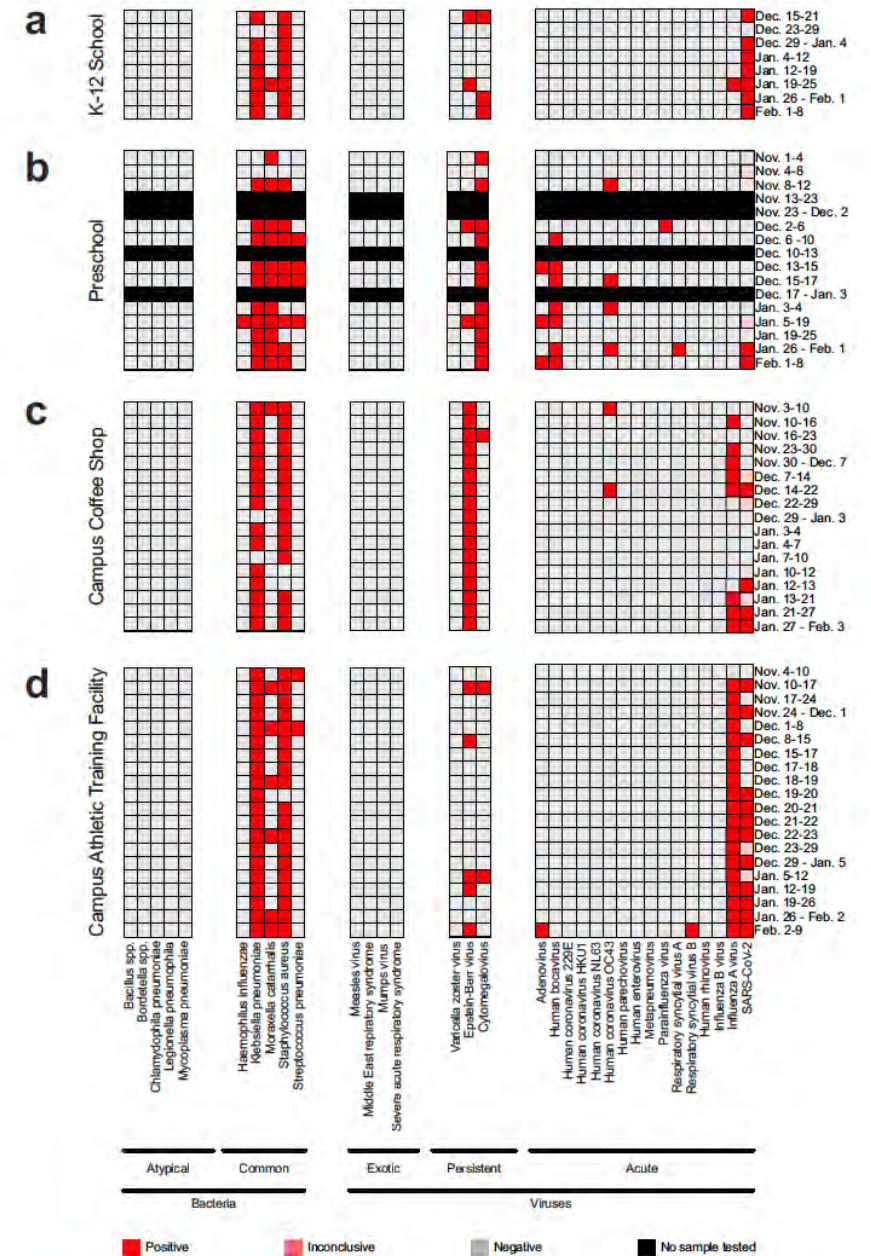 a
K-12 School
Dec. 15-21
Dec. 23-29
Dec. 29 - Jan. 4
Jan. 4-12
Jan. 12-19
Jan. 19-25
Jan. 26 - Feb. 1
Feb. 1-8
b
Preschool
Nov. 1-4
Nov. 4-8
Nov. 8-12
Nov. 13-23
Nov. 23 - Dec. 2
Dec. 2-6
Dec. 6 -10
Dec. 10-13
Dec. 13-15
Dec. 15-17
Dec. 17 - Jan. 3
Jan. 3-4
Jan. 5-19
Jan. 19-25
Jan. 26 - Feb. 1
Feb. 1-8
c
Campus Coffee Shop
Nov. 3-10
Nov. 10-16
Nov. 16-23
Nov. 23-30
Nov. 30 - Dec. 7
Dec. 7-14
Dec. 14-22
Dec. 22-29
Dec. 29 - Jan. 3
Jan. 3-4
Jan. 4-7
Jan. 7-10
Jan. 10-12
Jan. 12-13
Jan. 13-21
Jan. 21-27
Jan. 27 - Feb. 3
d
Campus Athletic Training Facility
Nov. 4-10
Nov. 10-17
Nov. 17-24
Nov. 24 - Dec. 1
Dec. 1-8
Dec. 8-15
Dec. 15-17
Dec. 17-18
Dec. 18-19
Dec. 19-20
Dec. 20-21
Dec. 21-22
Dec. 22-23
Dec. 23-29
Dec. 29 - Jan. 5
Jan. 5-12
Jan. 12-19
Jan. 19-26
Jan. 26 - Feb. 2
Feb. 2-9
Bacillus spp.
Bordetella spp.
Chlamydophila pneumoniae
Legionella pneumophila
Mycoplasma pneumoniae
Haemophilus influenzae
Klebsiella pneumoniae
Moraxella catarrhalis
Staphylococcus aureus
Streptococcus pneumoniae
Measles virus
Middle East repiratory syndrome
Mumps virus
Severe acute respiratory syndrome
Varicella zoster virus
Epstein-Barr virus
Cytomegalovirus
Adenovirus
Human bocavirus
Human coronavirus 229E
Human coronavirus HKU1
Human coronavirus NL63
Human coronavirus OC43
Human parechovirus
Human enterovirus
Metapneumovirus
Parainfluenza virus
Respiratory syncytial virus A
Respiratory syncytial virus B
Human rhinovirus
Influenza B virus
Influenza A virus
SARS-CoV-2
Atypical
Common
Exotic
Persistent
Acute
Bacteria
Viruses
Positive
Inconclusive
Negative
No sample tested